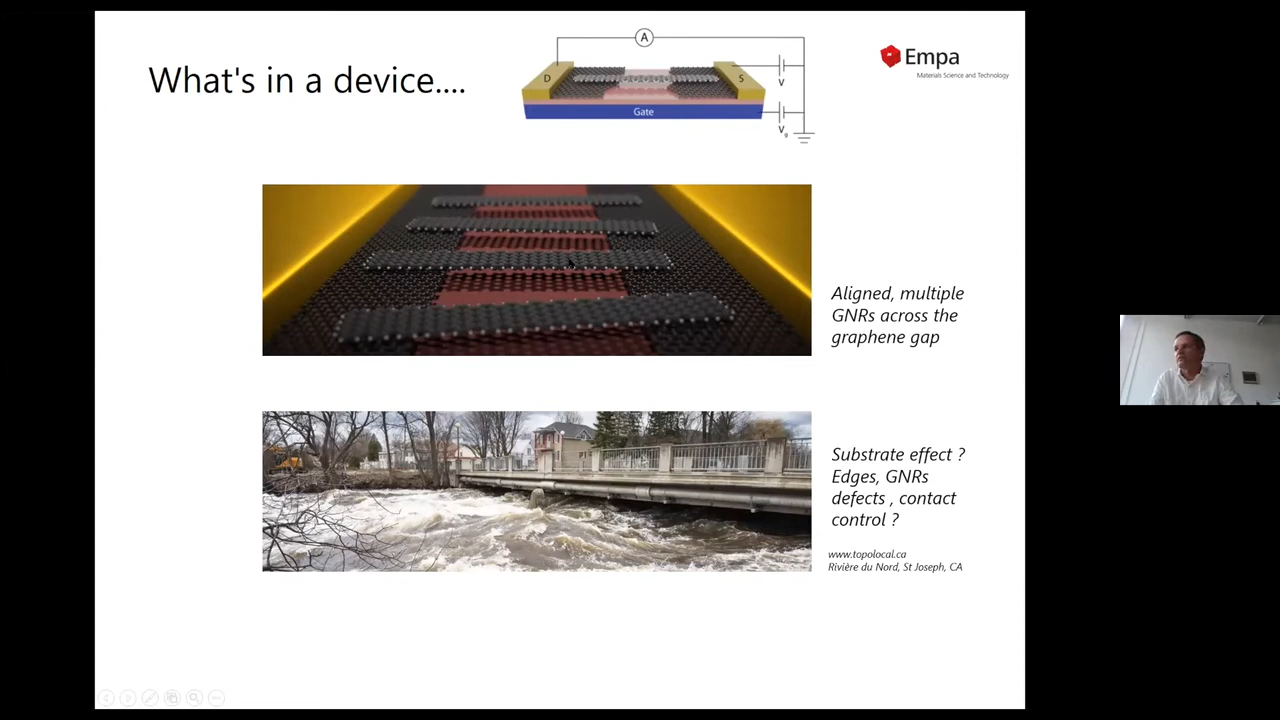 What's in a device....
A
D
S
Gate
V
Vg
Empa
Materials Science and Technology
Aligned, multiple
GNRs across the
graphene gap
Substrate effect ?
Edges, GNRs
defects , contact
control ?
www.topolocal.ca
Rivière du Nord, St Joseph, CA